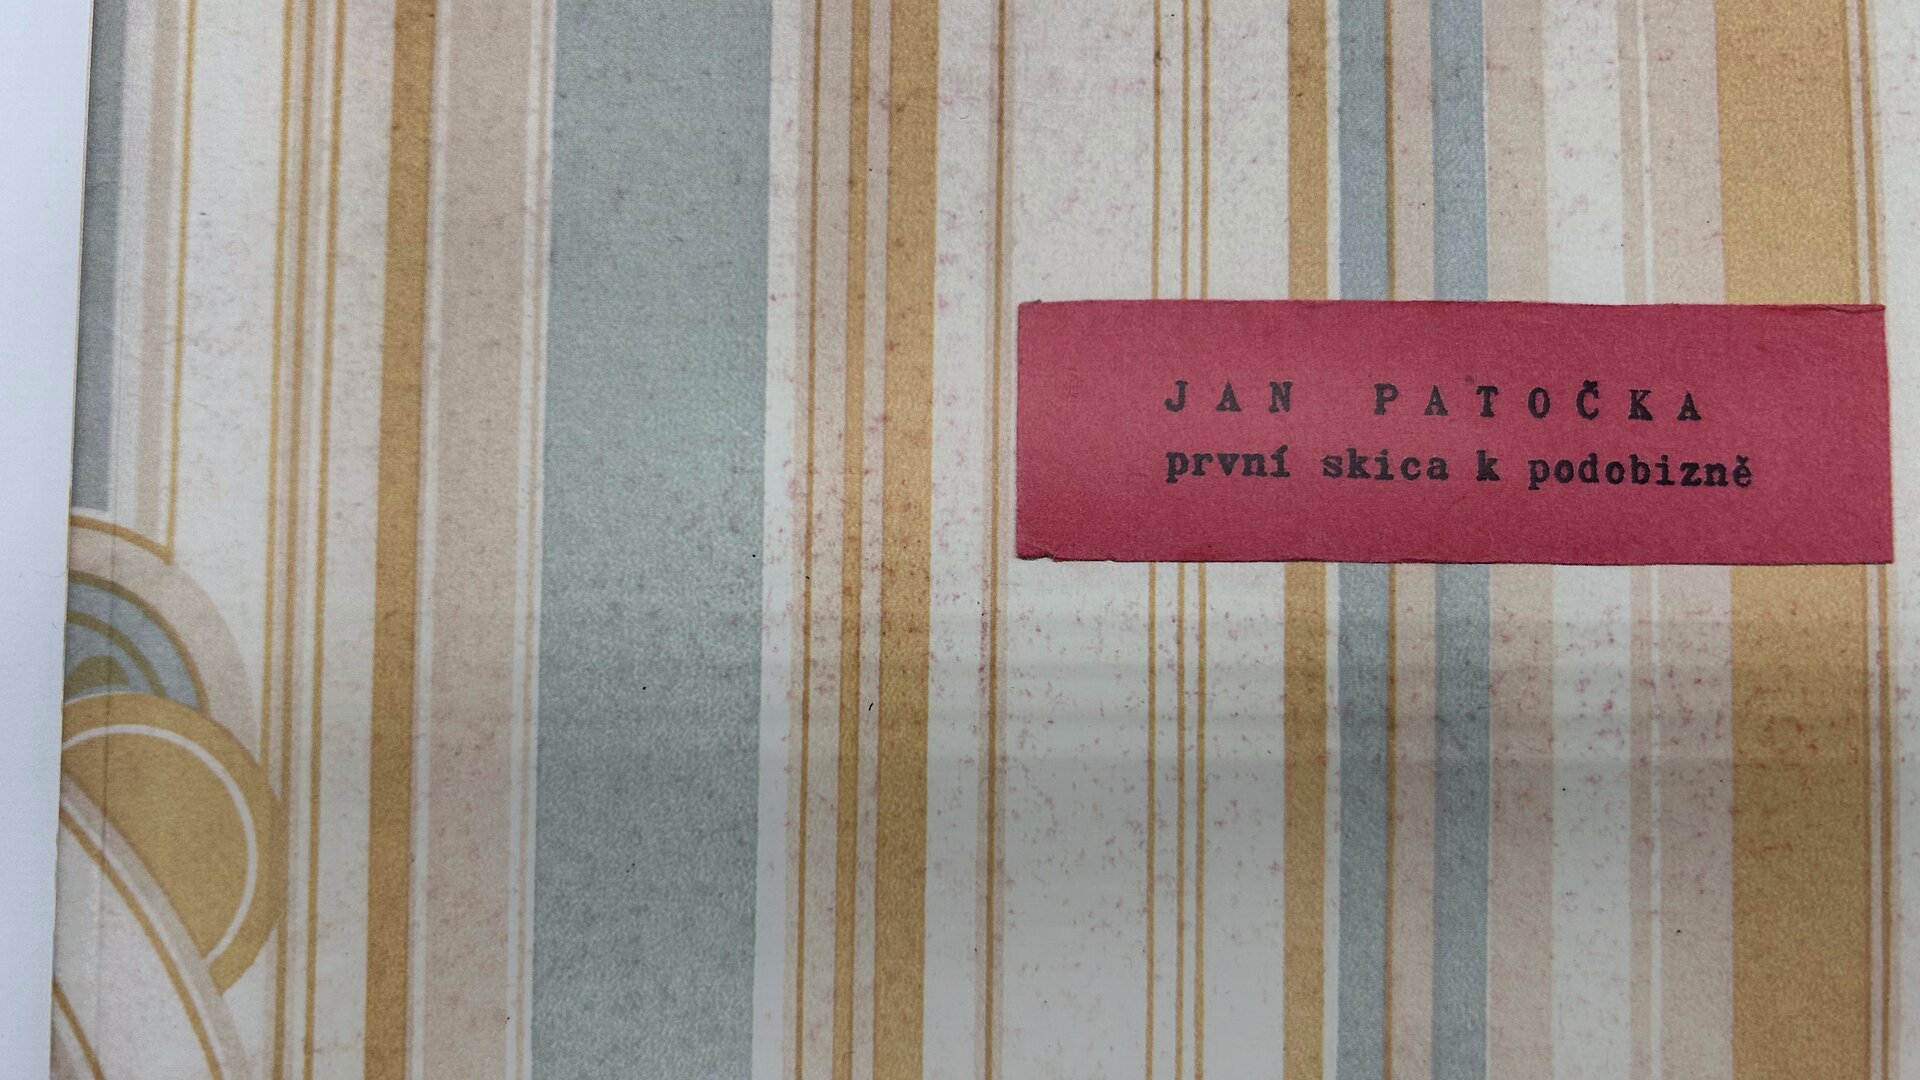 JAN PATOČKA
první skica k podobizně